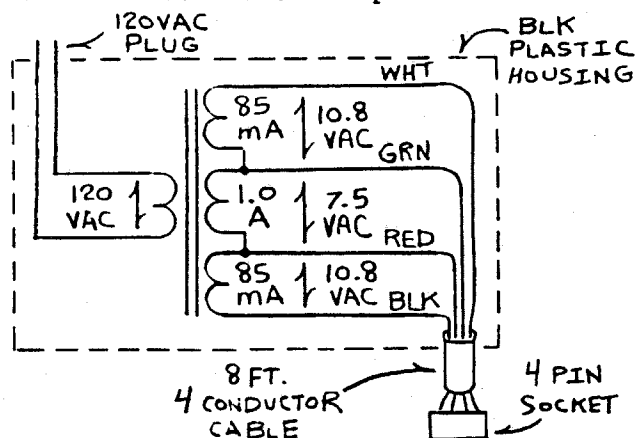 120VAC
PLUG
BLK
PLASTIC
HOUSING
WHT
85
mA
10.8
VAC
GRN
120
VAC
1.0
A
7.5
VAC
RED
85
mA
10.8
VAC
BLK
8 FT.
4 CONDUCTOR
CABLE
4 PIN
SOCKET